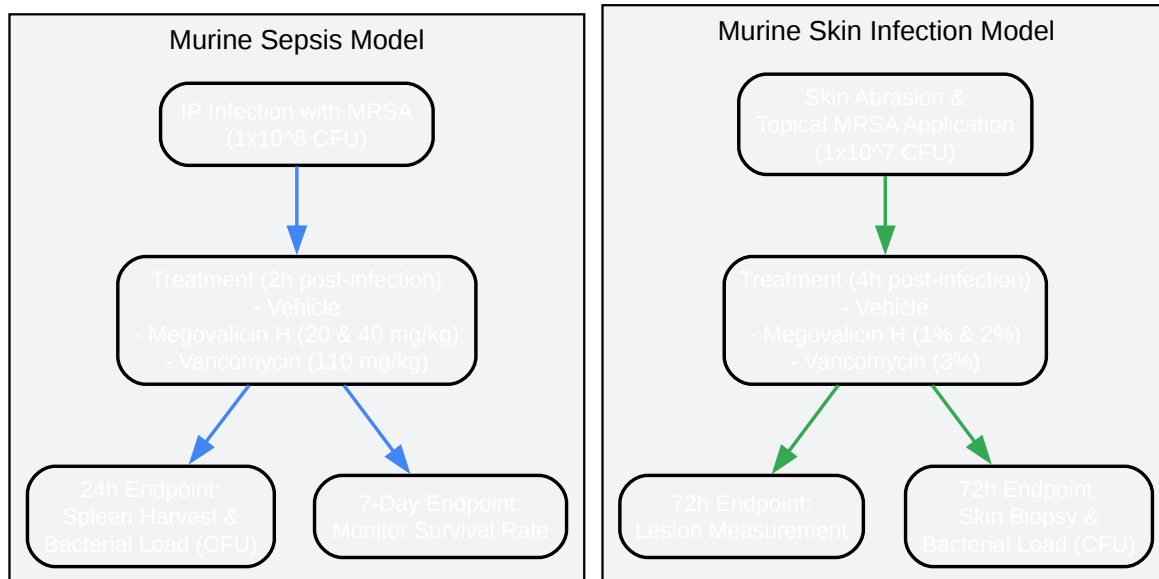 Murine Sepsis Model
IP Infection with MRSA
(1x10^8 CFU)
Treatment (2h post-infection)
- Vehicle
- Megovalicin H (20 & 40 mg/kg)
- Vancomycin (110 mg/kg)
24h Endpoint:
Spleen Harvest &
Bacterial Load (CFU)
7-Day Endpoint:
Monitor Survival Rate
Murine Skin Infection Model
Skin Abrasion &
Topical MRSA Application
(1x10^7 CFU)
Treatment (4h post-infection)
- Vehicle
- Megovalicin H (1% & 2%)
- Vancomycin (3%)
72h Endpoint:
Lesion Measurement
72h Endpoint:
Skin Biopsy &
Bacterial Load (CFU)